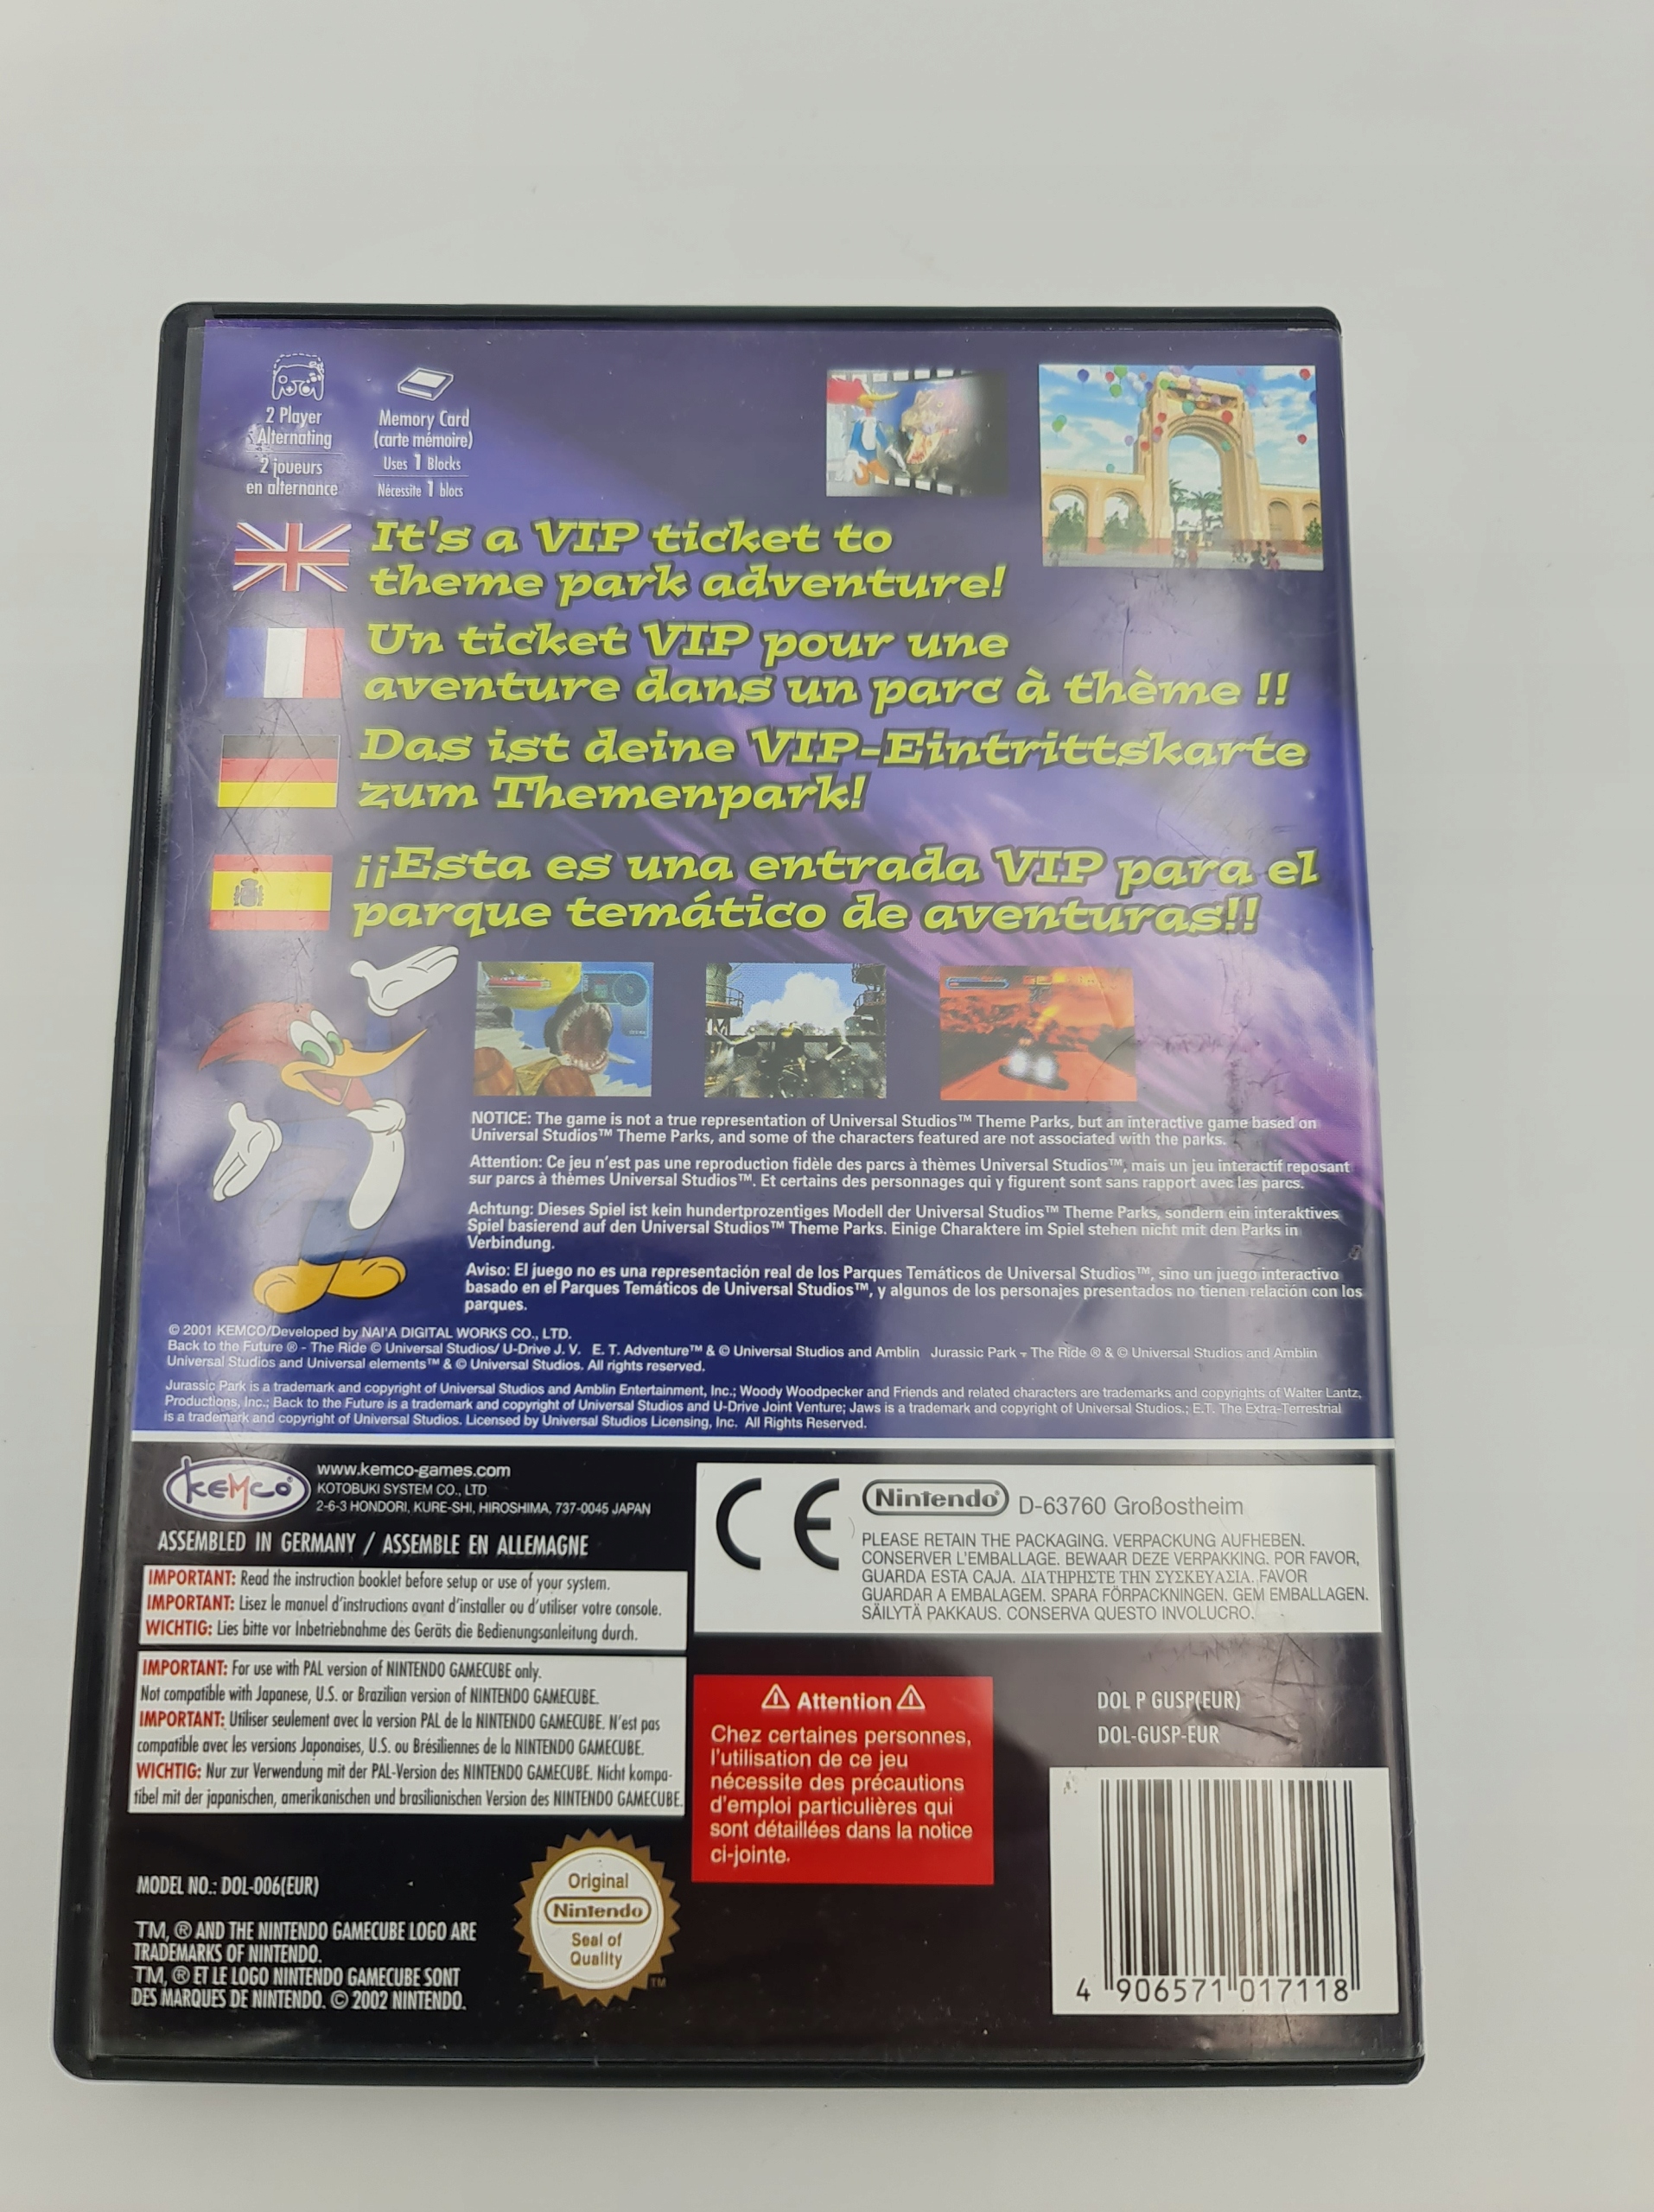 2 Player
Alternating
2 joueurs
en alternance
Memory Card
(carte mémoire)
Uses 1 Blocks
Nécessite 1 blocs
It's a VIP ticket to
theme park adventure!
Un ticket VIP pour une
aventure dans un parc à thème !!
Das ist deine VIP-Eintrittskarte
zum Themenpark!
¡¡Esta es una entrada VIP para el
parque temático de aventuras!!
NOTICE: The game is not a true representation of Universal Studios™ Theme Parks, but an interactive game based on
Universal Studios™ Theme Parks, and some of the characters featured are not associated with the parks.
Attention: Ce jeu n'est pas une reproduction fidèle des parcs à thèmes Universal Studios™, mais un jeu interactif reposant
sur parcs à thèmes Universal Studios™. Et certains des personnages qui y figurent sont sans rapport avec les parcs.
Achtung: Dieses Spiel ist kein hundertprozentiges Modell der Universal Studios™ Theme Parks, sondern ein interaktives
Spiel basierend auf den Universal Studios™ Theme Parks. Einige Charaktere im Spiel stehen nicht mit den Parks in
Verbindung.
Aviso: El juego no es una representación real de los Parques Temáticos de Universal Studios™, sino un juego interactivo
basado en el Parques Temáticos de Universal Studios™, y algunos de los personajes presentados no tienen relación con los
parques.
© 2001 KEMCO/Developed by NAI'A DIGITAL WORKS CO., LTD.
Back to the Future ® - The Ride © Universal Studios/ U-Drive J. V. E. T. Adventure™ & © Universal Studios and Amblin Jurassic Park - The Ride ® & © Universal Studios and Amblin
Universal Studios and Universal elements™ & © Universal Studios. All rights reserved.
Jurassic Park is a trademark and copyright of Universal Studios and Amblin Entertainment, Inc.; Woody Woodpecker and Friends and related characters are trademarks and copyrights of Walter Lantz,
Productions, Inc.; Back to the Future is a trademark and copyright of Universal Studios and U-Drive Joint Venture; Jaws is a trademark and copyright of Universal Studios.; E.T. The Extra-Terrestrial
is a trademark and copyright of Universal Studios. Licensed by Universal Studios Licensing, Inc. All Rights Reserved.
KEMCO
www.kemco-games.com
KOTOBUKI SYSTEM CO., LTD
2-6-3 HONDORI, KURE-SHI, HIROSHIMA, 737-0045 JAPAN
ASSEMBLED IN GERMANY / ASSEMBLE EN ALLEMAGNE
IMPORTANT: Read the instruction booklet before setup or use of your system.
IMPORTANT: Lisez le manuel d'instructions avant d'installer ou d'utiliser votre console.
WICHTIG: Lies bitte vor Inbetriebnahme des Geräts die Bedienungsanleitung durch.
IMPORTANT: For use with PAL version of NINTENDO GAMECUBE only.
Not compatible with Japanese, U.S. or Brazilian version of NINTENDO GAMECUBE.
IMPORTANT: Utiliser seulement avec la version PAL de la NINTENDO GAMECUBE. N'est pas
compatible avec les versions Japonaises, U.S. ou Brésiliennes de la NINTENDO GAMECUBE.
WICHTIG: Nur zur Verwendung mit der PAL-Version des NINTENDO GAMECUBE. Nicht kompa-
tibel mit der japanischen, amerikanischen und brasilianischen Version des NINTENDO GAMECUBE.
MODEL NO.: DOL-006(EUR)
TM, ® AND THE NINTENDO GAMECUBE LOGO ARE
TRADEMARKS OF NINTENDO.
TM, ® ET LE LOGO NINTENDO GAMECUBE SONT
DES MARQUES DE NINTENDO. © 2002 NINTENDO.
Original
Nintendo
Seal of
Quality
TM
CE
Nintendo® D-63760 Großostheim
PLEASE RETAIN THE PACKAGING. VERPACKUNG AUFHEBEN.
CONSERVER L'EMBALLAGE. BEWAAR DEZE VERPAKKING. POR FAVOR,
GUARDA ESTA CAJA. ΔΙΑΤΗΡΗΣΤΕ ΤΗΝ ΣΥΣΚΕΥΑΣΙΑ. FAVOR
GUARDAR A EMBALAGEM. SPARA FÖRPACKNINGEN. GEM EMBALLAGEN.
SÄILYTÄ PAKKAUS. CONSERVA QUESTO INVOLUCRO.
Attention
Chez certaines personnes,
l'utilisation de ce jeu
nécessite des précautions
d'emploi particulières qui
sont détaillées dans la notice
ci-jointe.
DOL P GUSP(EUR)
DOL-GUSP-EUR
4 906571 017118